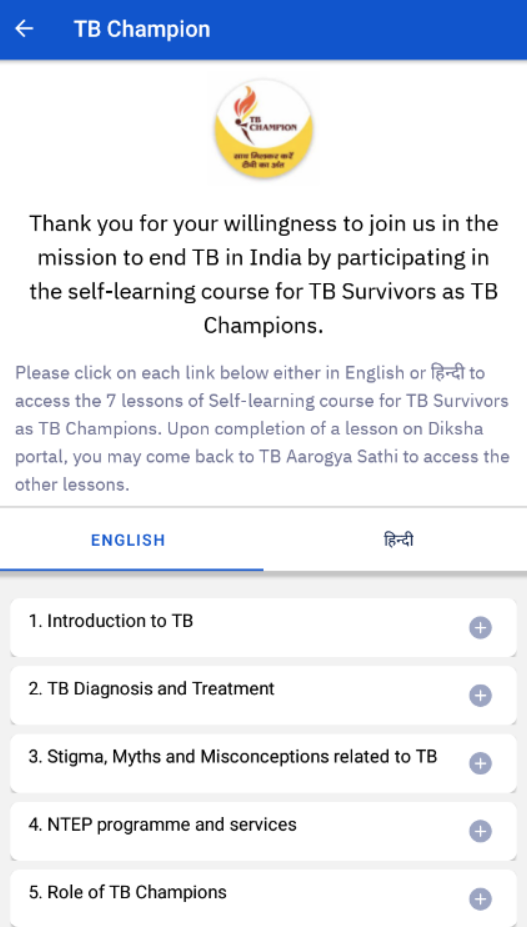 TB Champion
TB
CHAMPION
साथ मिलकर करें
टीबी का अंत
Thank you for your willingness to join us in the
mission to end TB in India by participating in
the self-learning course for TB Survivors as TB
Champions.
Please click on each link below either in English or हिन्दी to
access the 7 lessons of Self-learning course for TB Survivors
as TB Champions. Upon completion of a lesson on Diksha
portal, you may come back to TB Aarogya Sathi to access the
other lessons.
ENGLISH
हिन्दी
1. Introduction to TB
2. TB Diagnosis and Treatment
3. Stigma, Myths and Misconceptions related to TB
4. NTEP programme and services
5. Role of TB Champions